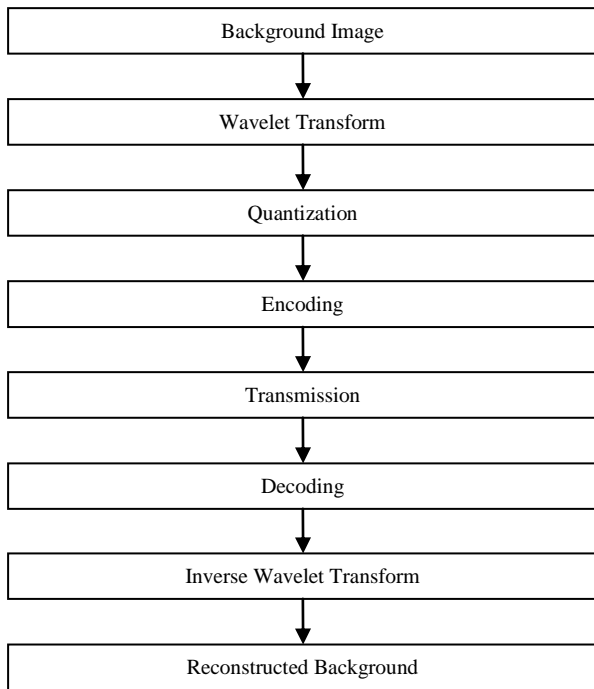 Background Image
Wavelet Transform
Quantization
Encoding
Transmission
Decoding
Inverse Wavelet Transform
Reconstructed Background